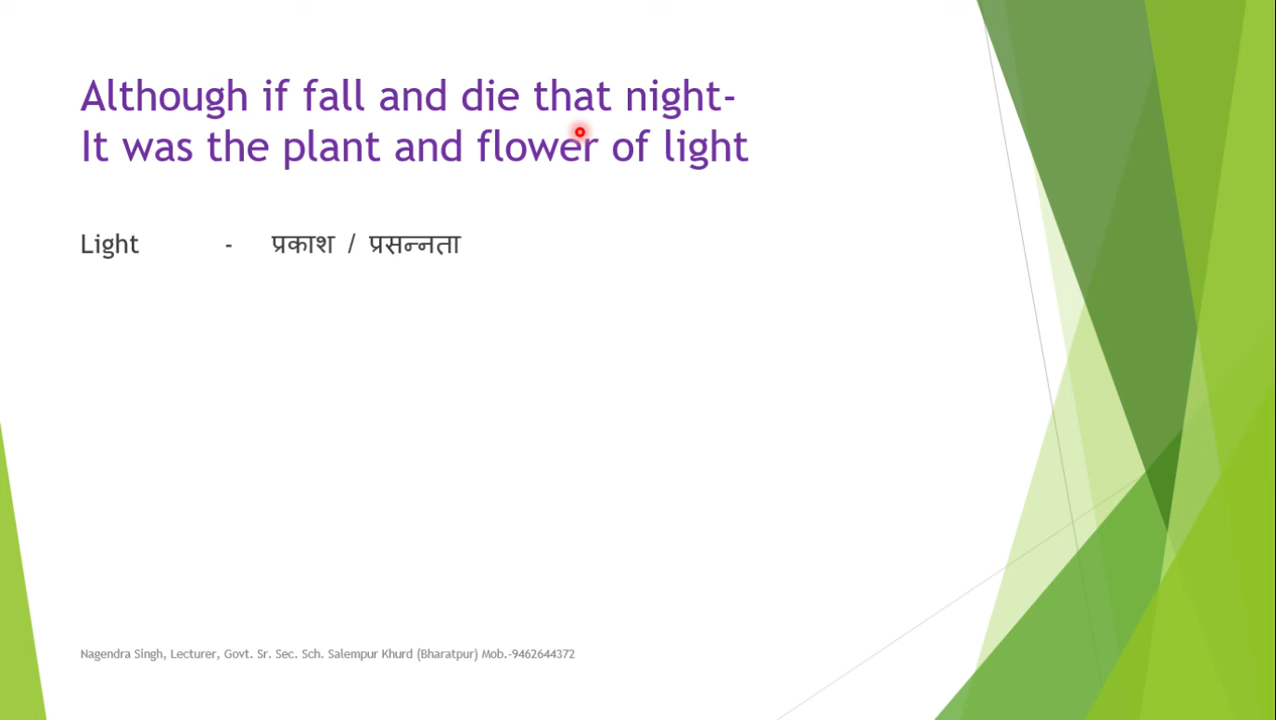 Although if fall and die that night-
It was the plant and flower of light
Light - प्रकाश / प्रसन्नता
Nagendra Singh, Lecturer, Govt. Sr. Sec. Sch. Salempur Khurd (Bharatpur) Mob.-9462644372